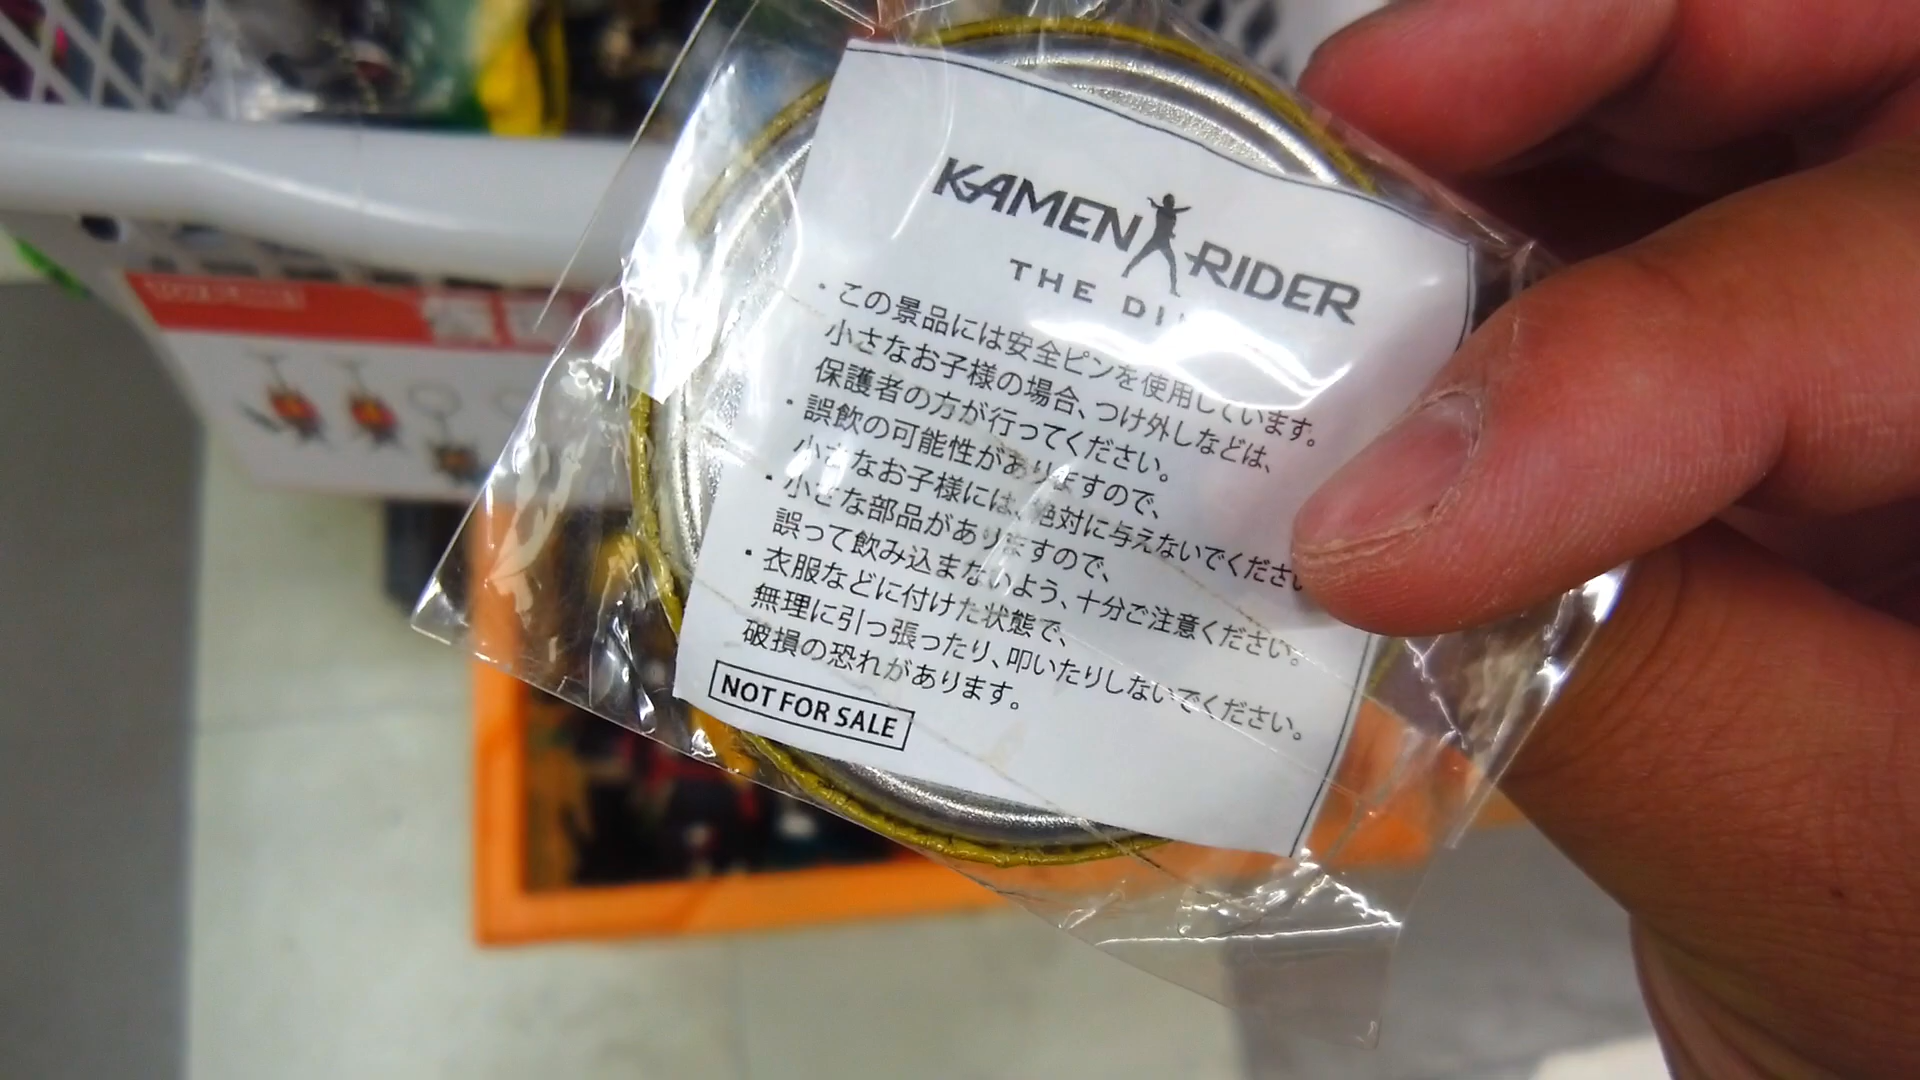 KAMEN RIDER
THE
・この景品には安全ピンを使用しています。
小さなお子様の場合、つけ外しなどは、
保護者の方が行ってください。
・誤飲の可能性がありますので、
小さなお子様には、絶対に与えないでください
・小さな部品がありますので、
誤って飲み込まないよう、十分ご注意ください。
・衣服などに付けた状態で、
無理に引っ張ったり、叩いたりしないでください。
破損の恐れがあります。
NOT FOR SALE